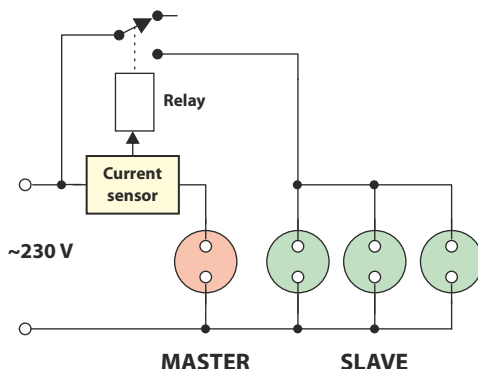 Relay
Current
sensor
~230 V
MASTER
SLAVE